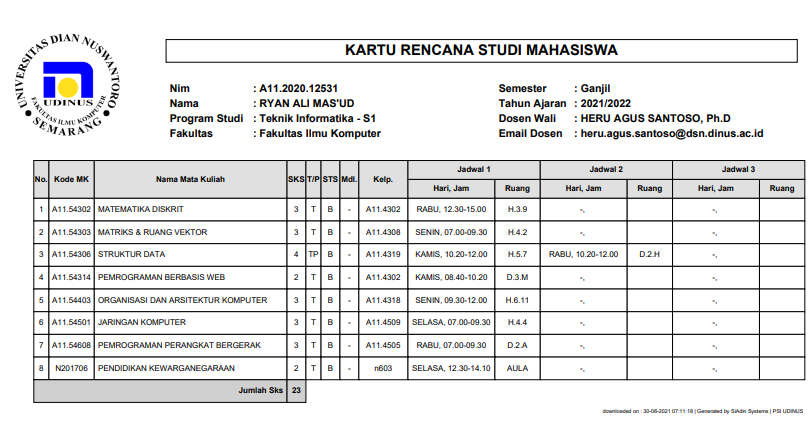 UNIVERSITAS DIAN NUSWANTORO
UDINUS
FAKULTAS ILMU KOMPUTER
SEMARANG
KARTU RENCANA STUDI MAHASISWA
Nim : A11.2020.12531 Semester : Ganjil
Nama : RYAN ALI MAS'UD Tahun Ajaran : 2021/2022
Program Studi : Teknik Informatika - S1 Dosen Wali : HERU AGUS SANTOSO, Ph.D
Fakultas : Fakultas Ilmu Komputer Email Dosen : heru.agus.santoso@dsn.dinus.ac.id
No. Kode MK Nama Mata Kuliah SKS T/P STS Mdl. Kelp. Jadwal 1 Jadwal 2 Jadwal 3
Hari, Jam Ruang Hari, Jam Ruang Hari, Jam Ruang
1 A11.54302 MATEMATIKA DISKRIT 3 T B - A11.4302 RABU, 12.30-15.00 H.3.9 -, -,
2 A11.54303 MATRIKS & RUANG VEKTOR 3 T B - A11.4308 SENIN, 07.00-09.30 H.4.2 -, -,
3 A11.54306 STRUKTUR DATA 4 TP B - A11.4319 KAMIS, 10.20-12.00 H.5.7 RABU, 10.20-12.00 D.2.H -,
4 A11.54314 PEMROGRAMAN BERBASIS WEB 2 T B - A11.4302 KAMIS, 08.40-10.20 D.3.M -, -,
5 A11.54403 ORGANISASI DAN ARSITEKTUR KOMPUTER 3 T B - A11.4318 SENIN, 09.30-12.00 H.6.11 -, -,
6 A11.54501 JARINGAN KOMPUTER 3 T B - A11.4509 SELASA, 07.00-09.30 H.4.4 -, -,
7 A11.54608 PEMROGRAMAN PERANGKAT BERGERAK 3 T B - A11.4505 RABU, 07.00-09.30 D.2.A -, -,
8 N201706 PENDIDIKAN KEWARGANEGARAAN 2 T B - n603 SELASA, 12.30-14.10 AULA -, -,
Jumlah Sks 23
downloaded on : 30-08-2021 07:11:18 | Generated by SiAdin Systems | PSI UDINUS